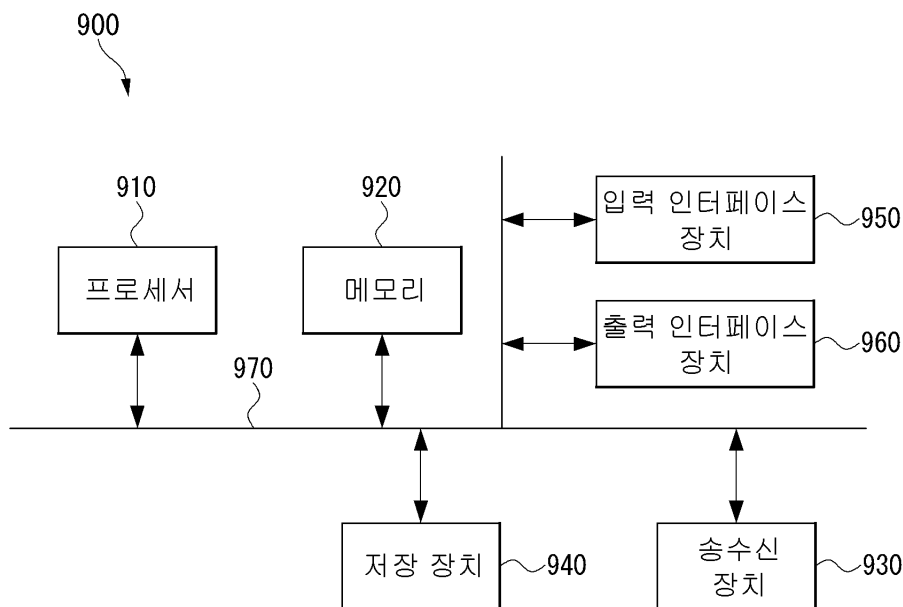 900
910
920
입력 인터페이스
장치
950
프로세서
메모리
출력 인터페이스
장치
960
970
저장 장치
940
송수신
장치
930